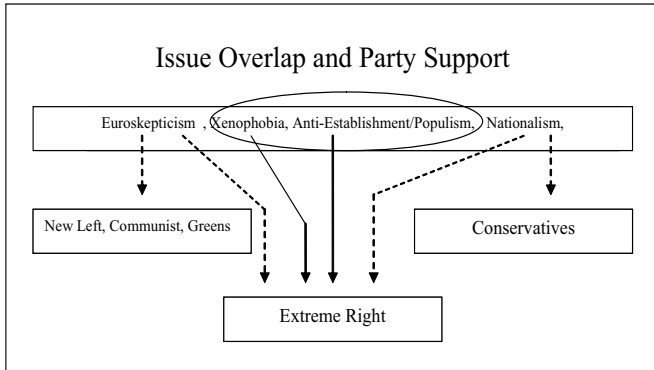 Issue Overlap and Party Support
Euroskepticism , Xenophobia, Anti-Establishment/Populism, Nationalism,
New Left, Communist, Greens
Conservatives
Extreme Right